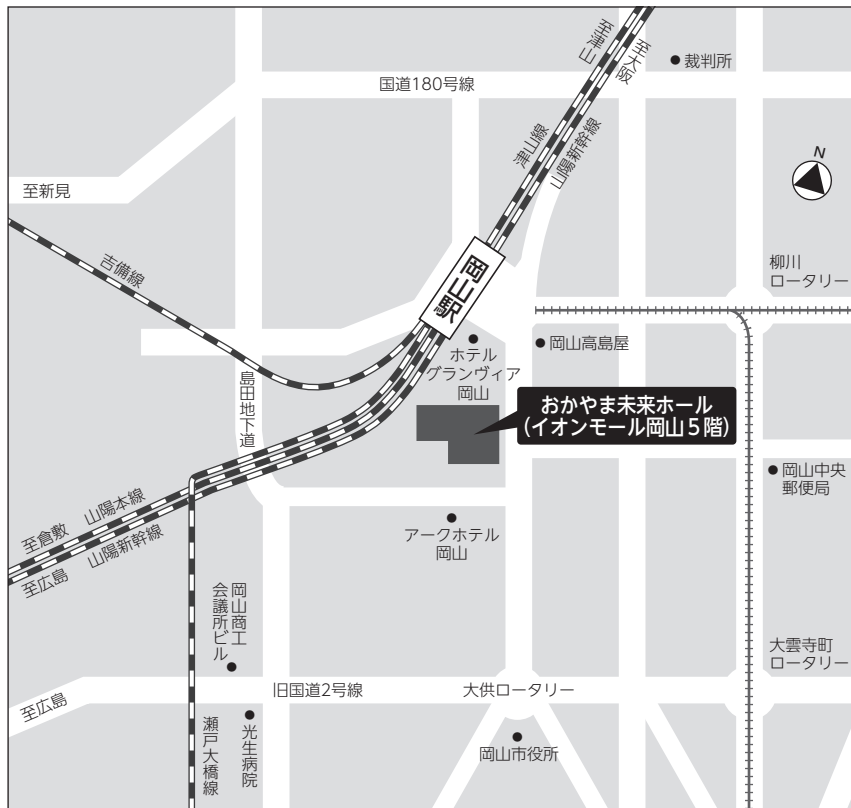 至津山
至大阪
裁判所
国道180号線
津山線
山陽新幹線
N
至新見
吉備線
岡山駅
柳川
ロータリー
岡山高島屋
ホテル
グランヴィア
岡山
島田地下道
おかやま未来ホール
(イオンモール岡山5階)
岡山中央
郵便局
山陽本線
至倉敷
山陽新幹線
至広島
アークホテル
岡山
岡山商工
会議所ビル
大雲寺町
ロータリー
旧国道2号線
大供ロータリー
至広島
瀬戸大橋線
光生病院
岡山市役所